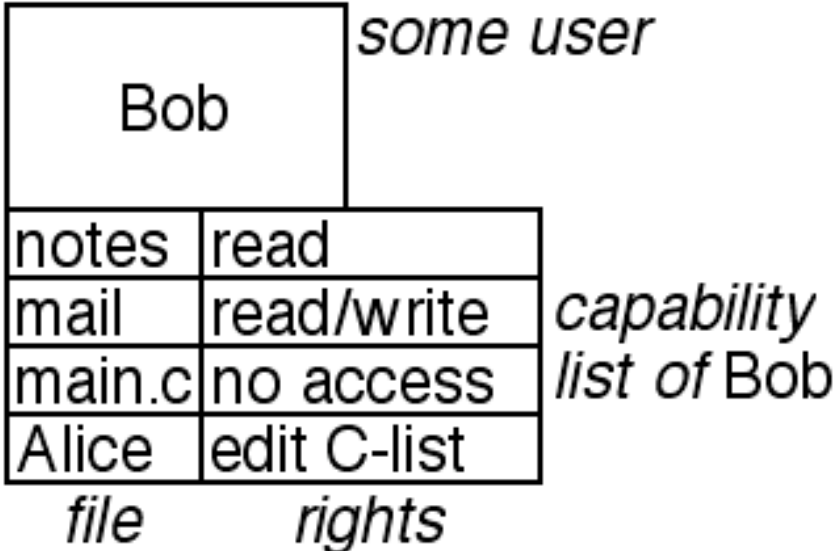 some user
Bob
notes read
mail read/write
main.c no access
Alice edit C-list
capability
list of Bob
file rights